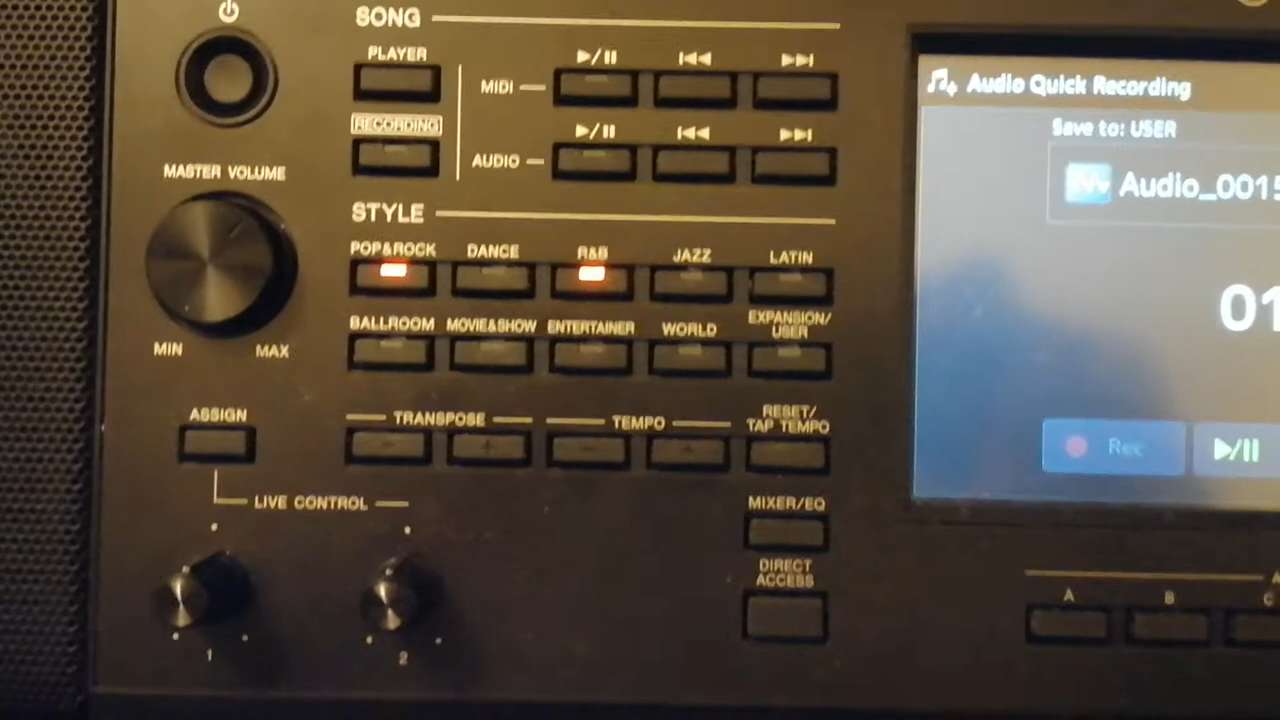 SONG
PLAYER
MIDI
RECORDING
AUDIO
MASTER VOLUME
MIN MAX
STYLE
POP&ROCK DANCE R&B JAZZ LATIN
BALLROOM MOVIE&SHOW ENTERTAINER WORLD EXPANSION/
USER
ASSIGN
TRANSPOSE TEMPO RESET/
TAP TEMPO
- + - +
LIVE CONTROL
1 2
MIXER/EQ
DIRECT
ACCESS
Audio Quick Recording
Save to: USER
Audio_0015
01
Rec
A B C